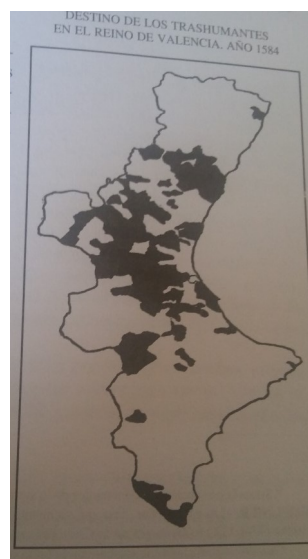 DESTINO DE LOS TRASHUMANTES
EN EL REINO DE VALENCIA. AÑO 1584